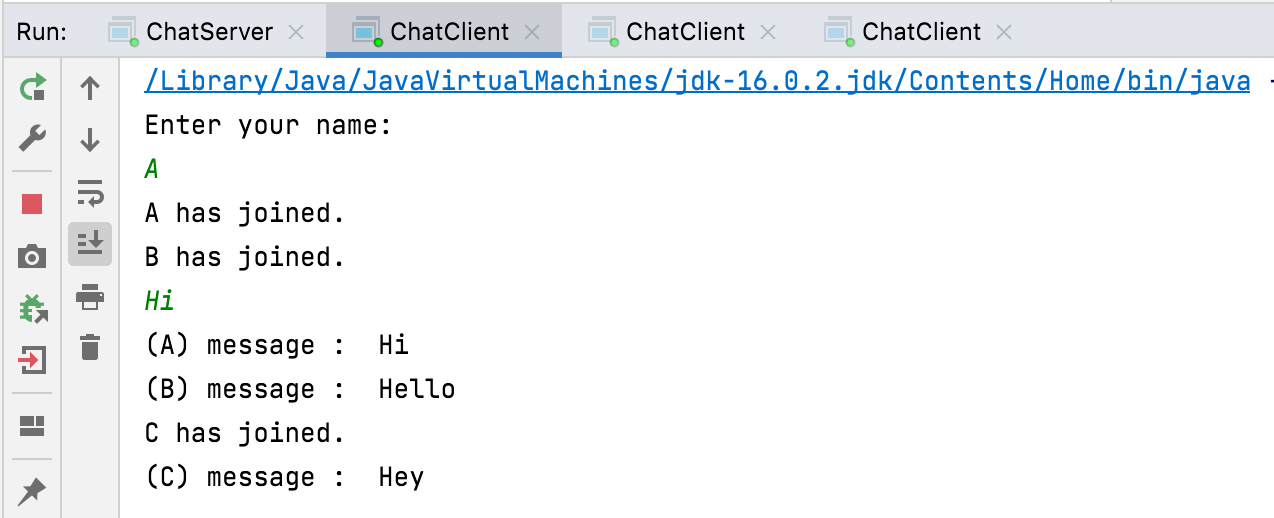 Run: ChatServer ChatClient ChatClient ChatClient
/Library/Java/JavaVirtualMachines/jdk-16.0.2.jdk/Contents/Home/bin/java -
Enter your name:
A
A has joined.
B has joined.
Hi
(A) message :  Hi
(B) message :  Hello
C has joined.
(C) message :  Hey